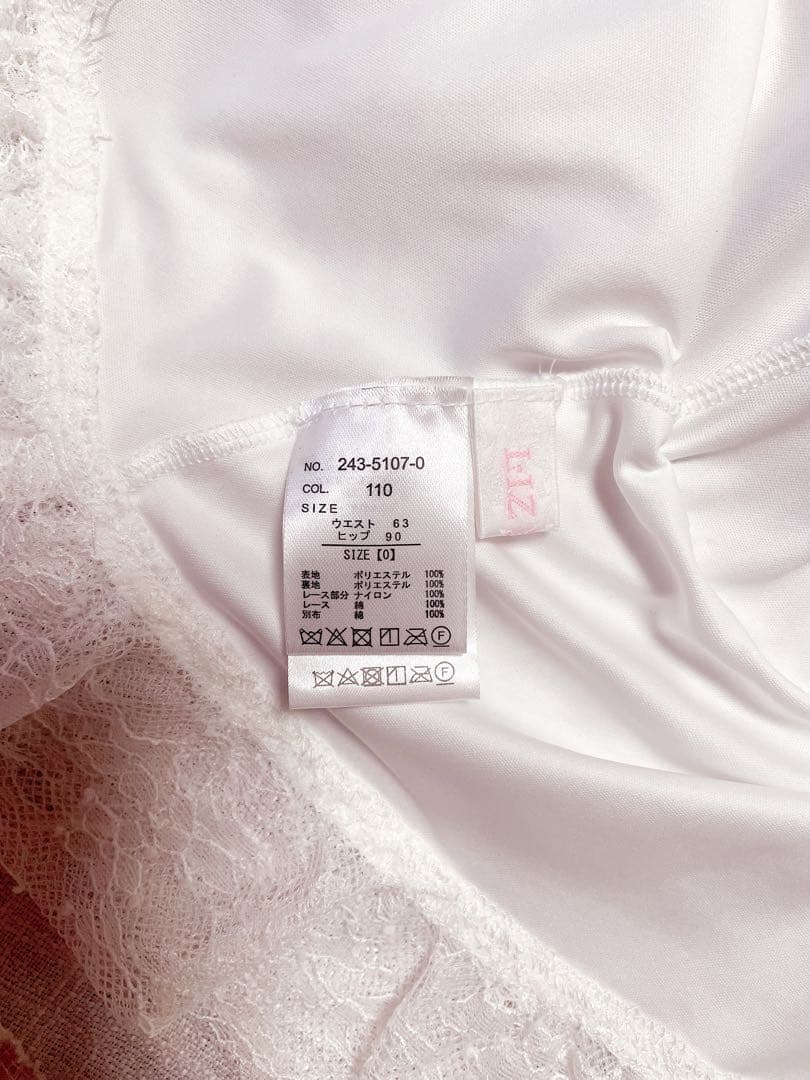 NO. 243-5107-0
COL. 110
SIZE
ウエスト 63
ヒップ 90
SIZE【0】
表地 ポリエステル 100%
裏地 ポリエステル 100%
レース部分 ナイロン 100%
レース 綿 100%
別布 綿 100%
F
F